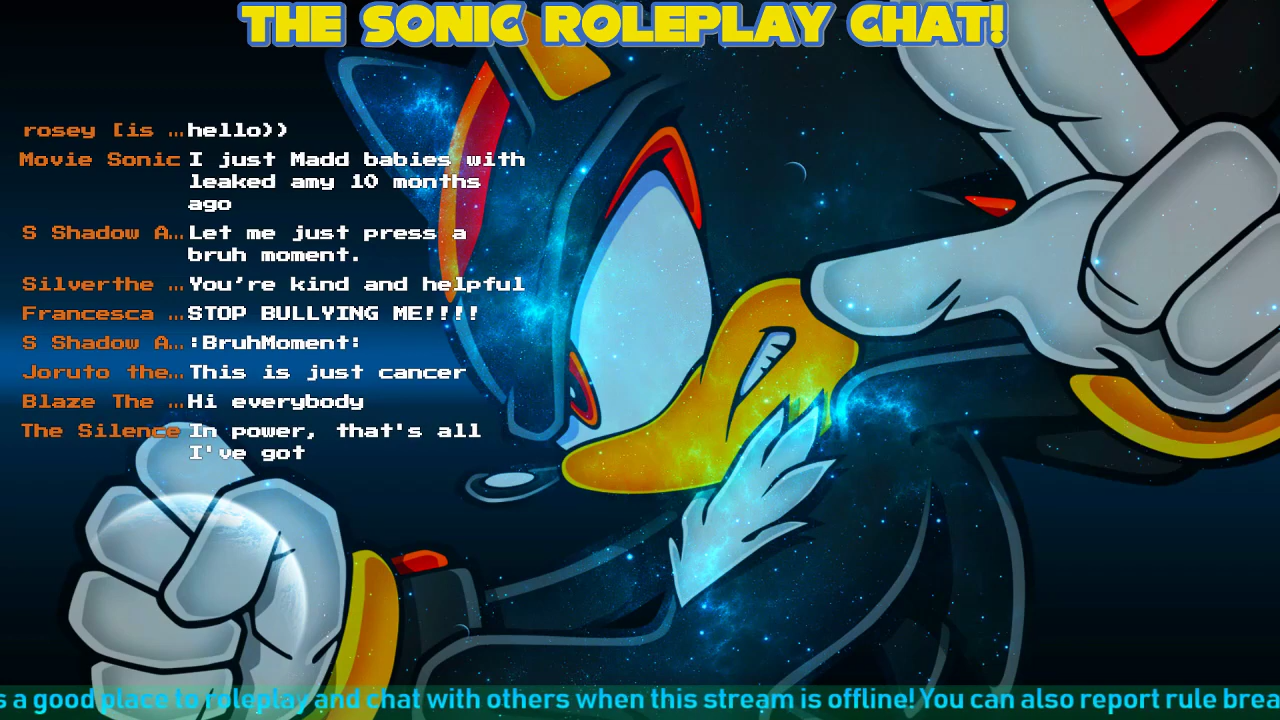 THE SONIC ROLEPLAY CHAT!
rosey [is ... hello))
Movie Sonic I just Madd babies with
leaked amy 10 months
ago
S Shadow A... Let me just press a
bruh moment.
Silverthe ... You're kind and helpful
Francesca ... STOP BULLYING ME!!!!
S Shadow A... :BruhMoment:
Joruto the... This is just cancer
Blaze The ... Hi everybody
The Silence In power, that's all
I've got
s a good place to roleplay and chat with others when this stream is offline! You can also report rule brea